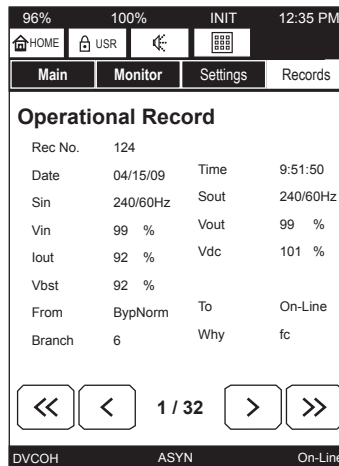 96% 100% INIT 12:35 PM
HOME USR
Main Monitor Settings Records
Operational Record
Rec No. 124
Date 04/15/09 Time 9:51:50
Sin 240/60Hz Sout 240/60Hz
Vin 99 % Vout 99 %
Iout 92 % Vdc 101 %
Vbst 92 %
From BypNorm To On-Line
Branch 6 Why fc
<< < 1 / 32 > >>
DVCOH ASYN On-Line